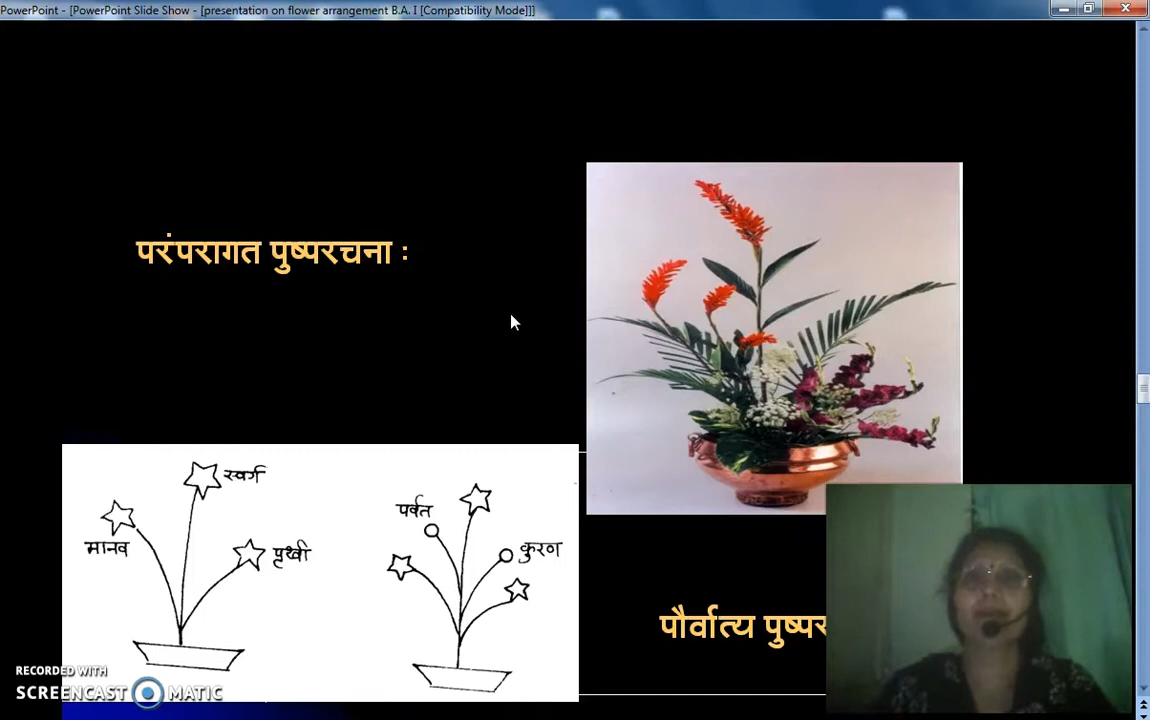 PowerPoint - [PowerPoint Slide Show - [presentation on flower arrangement B.A. I [Compatibility Mode]]]
परंपरागत पुष्परचना :
स्वर्ग
मानव
पृथ्वी
पर्वत
कुरण
पौर्वात्य
RECORDED WITH
SCREENCAST MATIC